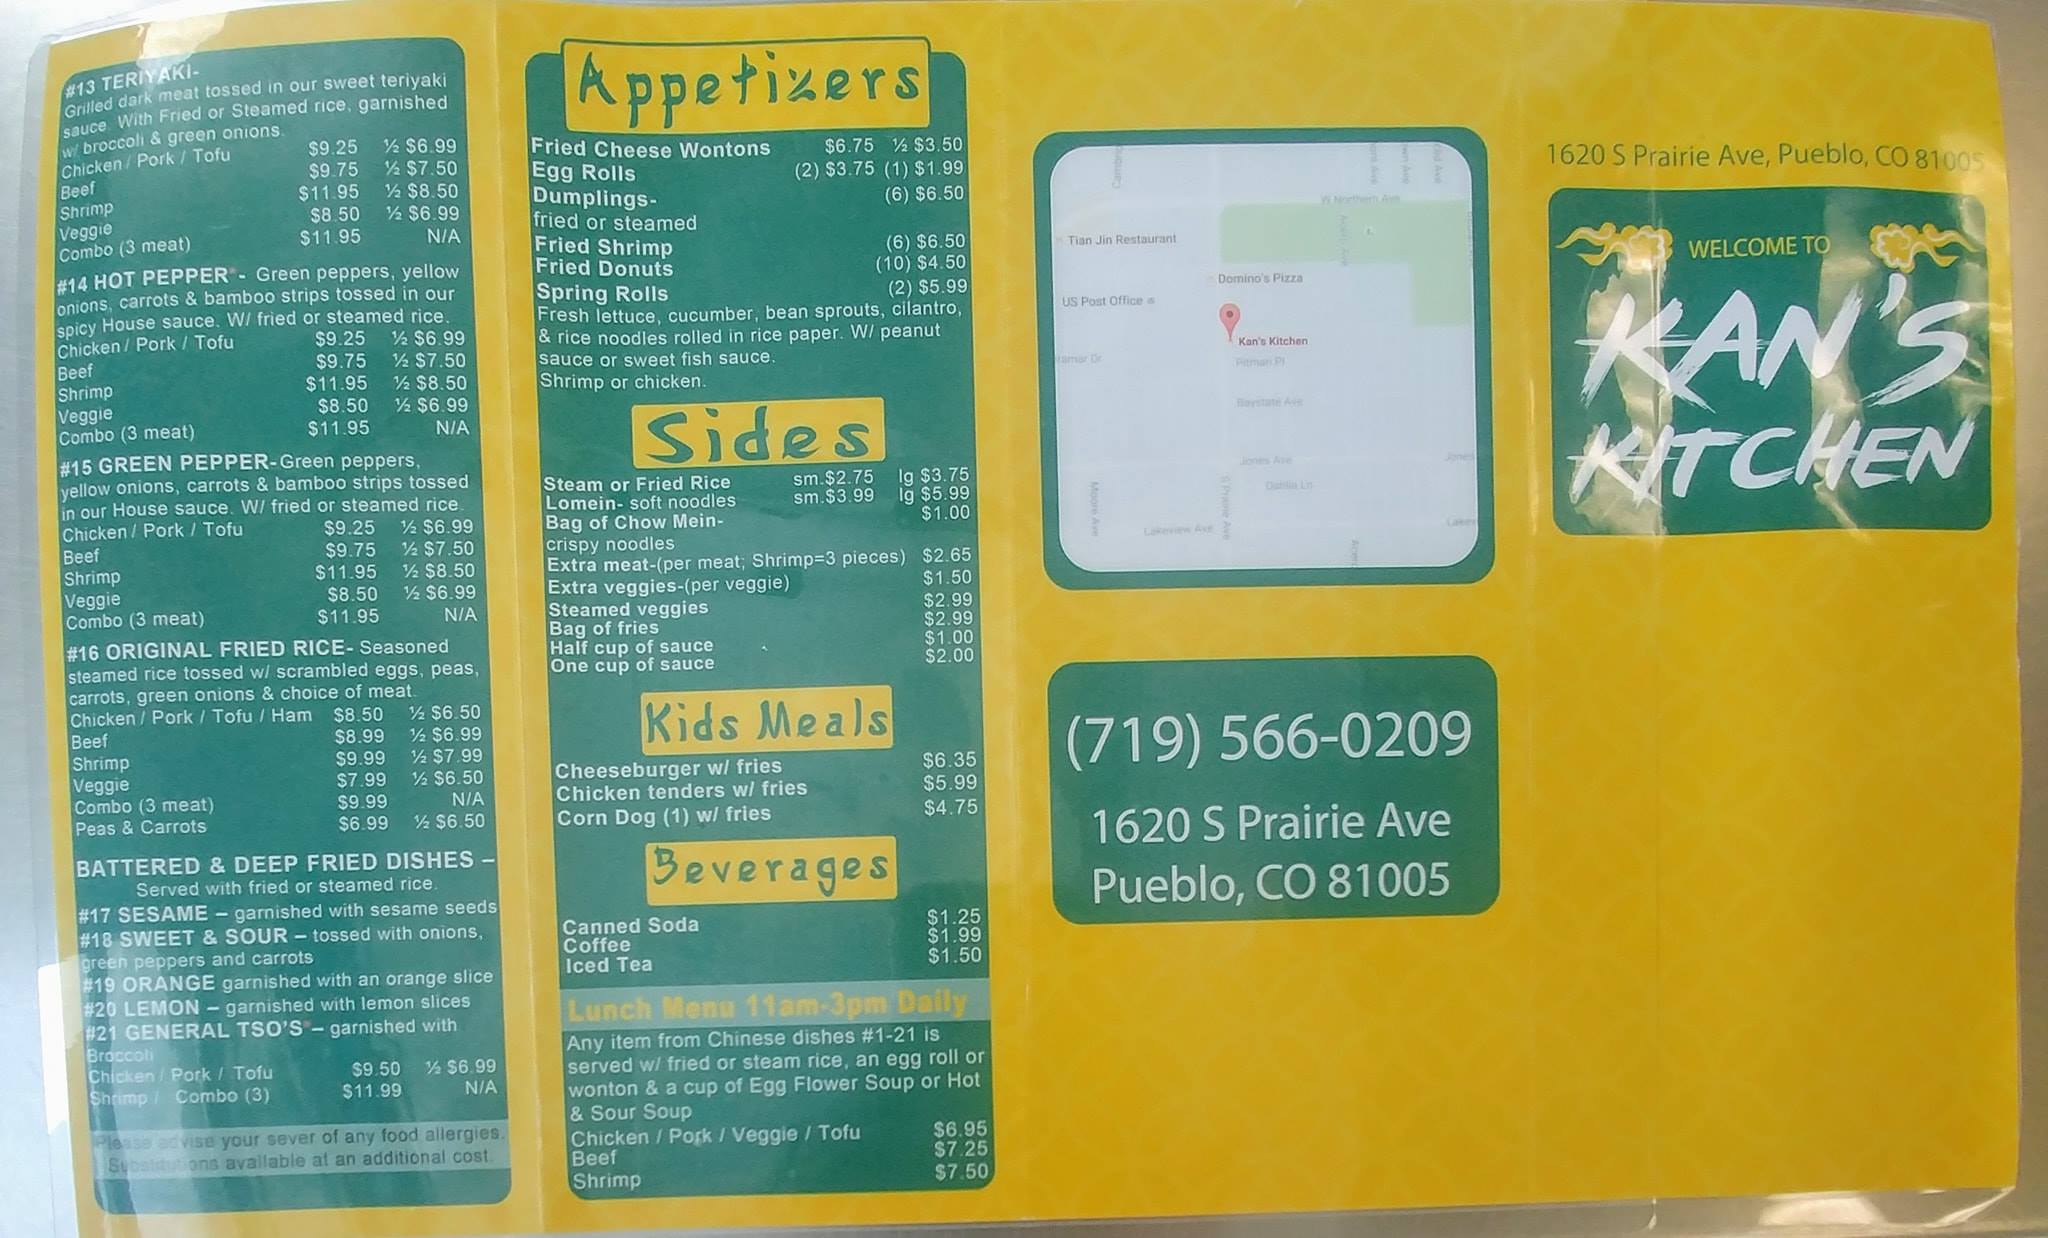 #13 TERIYAKI-
Grilled dark meat tossed in our sweet teriyaki
sauce. With Fried or Steamed rice, garnished
w/ broccoli & green onions.
Chicken / Pork / Tofu $9.25 ½ $6.99
Beef $9.75 ½ $7.50
Shrimp $11.95 ½ $8.50
Veggie $8.50 ½ $6.99
Combo (3 meat) $11.95 N/A
#14 HOT PEPPER*- Green peppers, yellow
onions, carrots & bamboo strips tossed in our
spicy House sauce. W/ fried or steamed rice.
Chicken / Pork / Tofu $9.25 ½ $6.99
Beef $9.75 ½ $7.50
Shrimp $11.95 ½ $8.50
Veggie $8.50 ½ $6.99
Combo (3 meat) $11.95 N/A
#15 GREEN PEPPER-Green peppers,
yellow onions, carrots & bamboo strips tossed
in our House sauce. W/ fried or steamed rice.
Chicken / Pork / Tofu $9.25 ½ $6.99
Beef $9.75 ½ $7.50
Shrimp $11.95 ½ $8.50
Veggie $8.50 ½ $6.99
Combo (3 meat) $11.95 N/A
#16 ORIGINAL FRIED RICE- Seasoned
steamed rice tossed w/ scrambled eggs, peas,
carrots, green onions & choice of meat.
Chicken / Pork / Tofu / Ham $8.50 ½ $6.50
Beef $8.99 ½ $6.99
Shrimp $9.99 ½ $7.99
Veggie $7.99 ½ $6.50
Combo (3 meat) $9.99 N/A
Peas & Carrots $6.99 ½ $6.50
BATTERED & DEEP FRIED DISHES –
Served with fried or steamed rice.
#17 SESAME – garnished with sesame seeds
#18 SWEET & SOUR – tossed with onions,
green peppers and carrots
#19 ORANGE garnished with an orange slice
#20 LEMON – garnished with lemon slices
#21 GENERAL TSO'S*– garnished with
Broccoli
Chicken / Pork / Tofu $9.50 ½ $6.99
Shrimp / Combo (3) $11.99 N/A
Please advise your sever of any food allergies.
Substitutions available at an additional cost.
Appetizers
Fried Cheese Wontons $6.75 ½ $3.50
Egg Rolls (2) $3.75 (1) $1.99
Dumplings- (6) $6.50
fried or steamed
Fried Shrimp (6) $6.50
Fried Donuts (10) $4.50
Spring Rolls (2) $5.99
Fresh lettuce, cucumber, bean sprouts, cilantro,
& rice noodles rolled in rice paper. W/ peanut
sauce or sweet fish sauce.
Shrimp or chicken.
Sides
Steam or Fried Rice sm.$2.75 lg $3.75
Lomein- soft noodles sm.$3.99 lg $5.99
Bag of Chow Mein- $1.00
crispy noodles
Extra meat-(per meat; Shrimp=3 pieces) $2.65
Extra veggies-(per veggie) $1.50
Steamed veggies $2.99
Bag of fries $2.99
Half cup of sauce $1.00
One cup of sauce $2.00
Kids Meals
Cheeseburger w/ fries $6.35
Chicken tenders w/ fries $5.99
Corn Dog (1) w/ fries $4.75
Beverages
Canned Soda $1.25
Coffee $1.99
Iced Tea $1.50
Lunch Menu 11am-3pm Daily
Any item from Chinese dishes #1-21 is
served w/ fried or steam rice, an egg roll or
wonton & a cup of Egg Flower Soup or Hot
& Sour Soup
Chicken / Pork / Veggie / Tofu $6.95
Beef $7.25
Shrimp $7.50
W Northern Ave
Tian Jin Restaurant
Domino's Pizza
US Post Office
Kan's Kitchen
Pitman Pl
Baystate Ave
Jones Ave
Jones
Dahlia Ln
Moore Ave
S Prairie Ave
Lakeview Ave
(719) 566-0209
1620 S Prairie Ave
Pueblo, CO 81005
1620 S Prairie Ave, Pueblo, CO 81005
WELCOME TO
KAN'S
KITCHEN